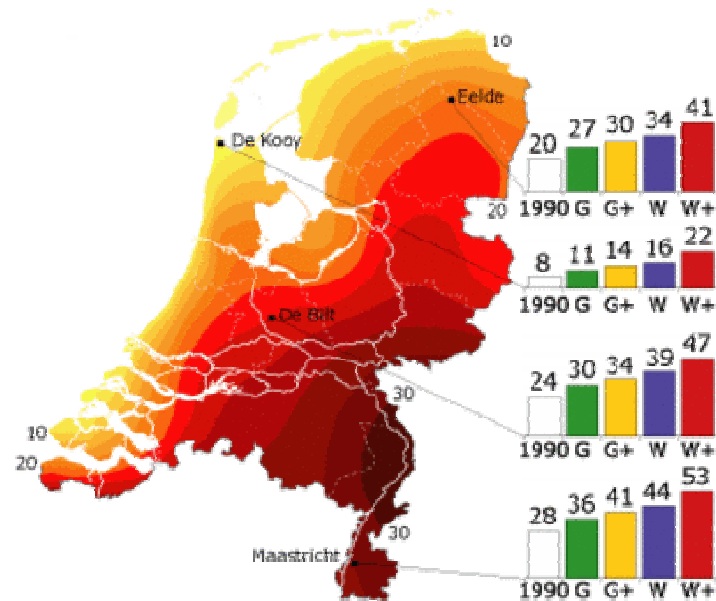 10
Eelde
De Kooy
20 27 30 34 41
1990 G G+ W W+
20
8 11 14 16 22
1990 G G+ W W+
De Bilt
24 30 34 39 47
1990 G G+ W W+
30
10
20
28 36 41 44 53
1990 G G+ W W+
30
Maastricht